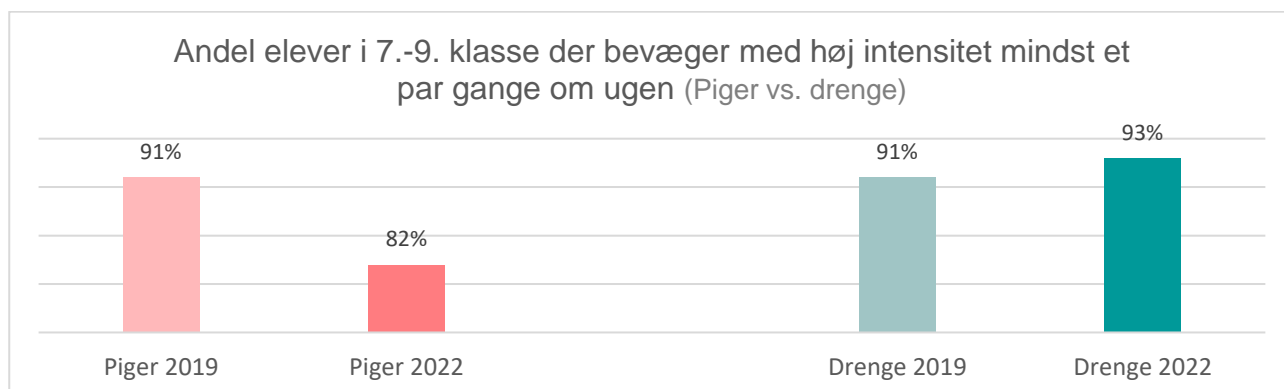 Andel elever i 7.-9. klasse der bevæger med høj intensitet mindst et
par gange om ugen (Piger vs. drenge)
91%
82%
91%
93%
Piger 2019
Piger 2022
Drenge 2019
Drenge 2022